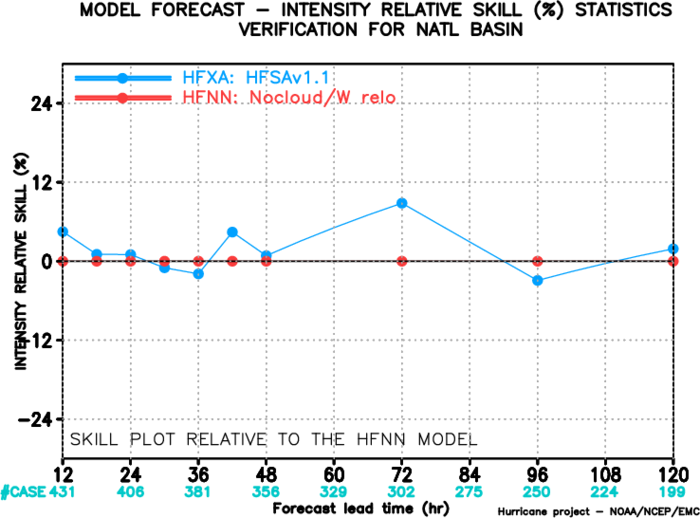 MODEL FORECAST – INTENSITY RELATIVE SKILL (%) STATISTICS
VERIFICATION FOR NATL BASIN
HFXA: HFSAv1.1
HFNN: Nocloud/W relo
INTENSITY RELATIVE SKILL (%)
24
12
0
−12
−24
SKILL PLOT RELATIVE TO THE HFNN MODEL
12 24 36 48 60 72 84 96 108 120
#CASE 431 406 381 356 329 302 275 250 224 199
Forecast lead time (hr)
Hurricane project – NOAA/NCEP/EMC